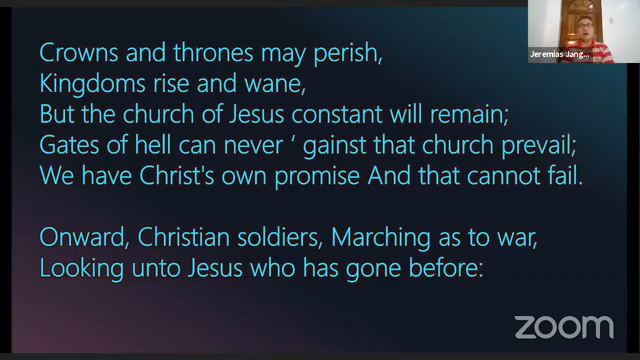 Crowns and thrones may perish,
Kingdoms rise and wane,
But the church of Jesus constant will remain;
Gates of hell can never ‘ gainst that church prevail;
We have Christ's own promise And that cannot fail.
Onward, Christian soldiers, Marching as to war,
Looking unto Jesus who has gone before:
Jeremias Jang...
zoom